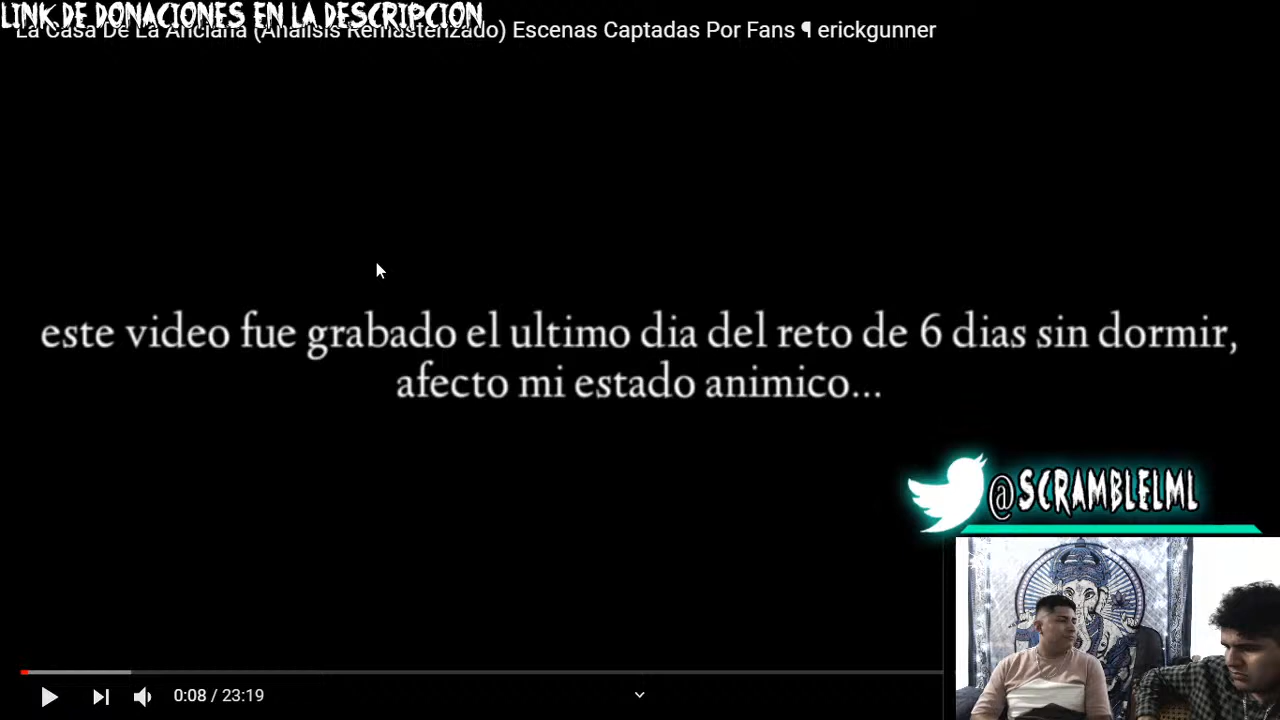 LINK DE DONACIONES EN LA DESCRIPCION
La Casa De La Anciana (Analisis Remasterizado) Escenas Captadas Por Fans ¶ erickgunner
este video fue grabado el ultimo dia del reto de 6 dias sin dormir,
afecto mi estado animico...
@SCRAMBLELML
0:08 / 23:19